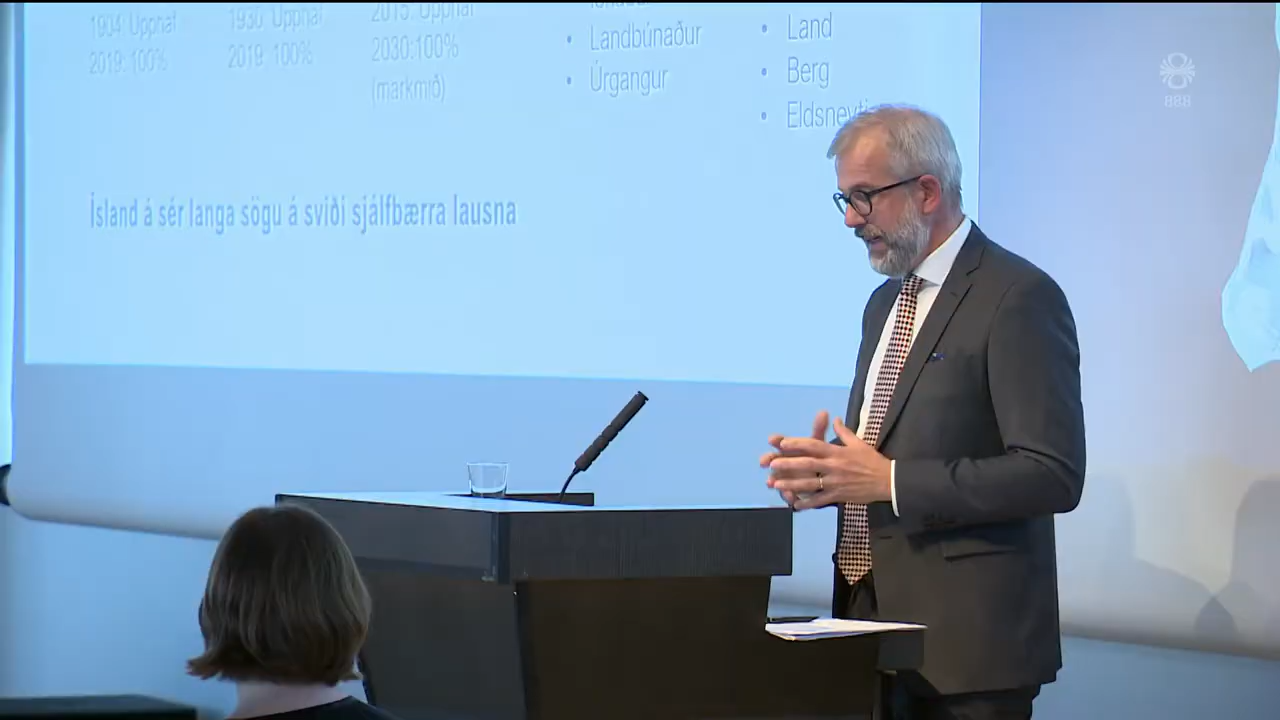 1904 Upphaf
2019: 100%
1930 Upphaf
2019: 100%
2015: Upphaf
2030:100%
(markmið)
• Landbúnaður
• Úrgangur
• Land
• Berg
• Eldsneyti
Ísland á sér langa sögu á sviði sjálfbærra lausna
888